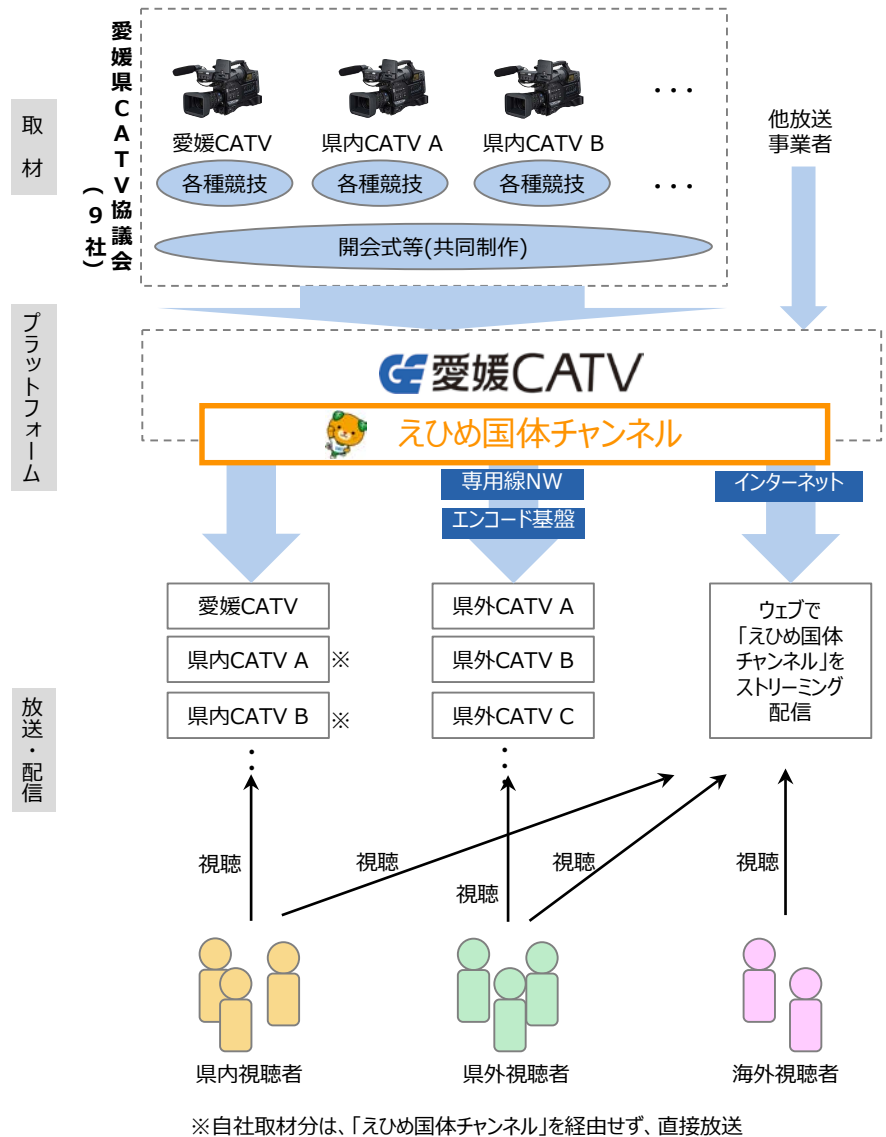 愛媛県CATV協議会
(9社)
取材
愛媛CATV
県内CATV A
県内CATV B
・・・
他放送
事業者
各種競技
各種競技
各種競技
・・・
開会式等(共同制作)
プラットフォーム
愛媛CATV
えひめ国体チャンネル
専用線NW
エンコード基盤
インターネット
放送・配信
愛媛CATV
県内CATV A
※
県内CATV B
※
・・・
県外CATV A
県外CATV B
県外CATV C
・・・
ウェブで
「えひめ国体
チャンネル」を
ストリーミング
配信
視聴
視聴
視聴
視聴
視聴
県内視聴者
県外視聴者
海外視聴者
※自社取材分は、「えひめ国体チャンネル」を経由せず、直接放送